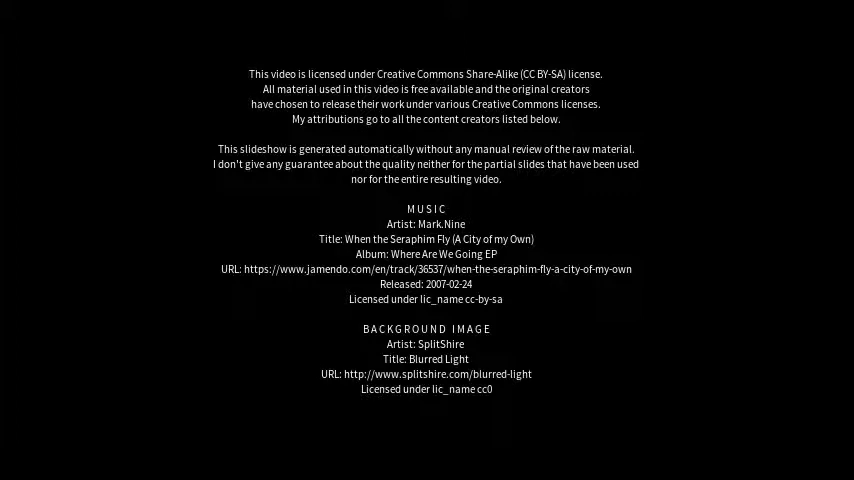 This video is licensed under Creative Commons Share-Alike (CC BY-SA) license.
All material used in this video is free available and the original creators
have chosen to release their work under various Creative Commons licenses.
My attributions go to all the content creators listed below.
This slideshow is generated automatically without any manual review of the raw material.
I don't give any guarantee about the quality neither for the partial slides that have been used
nor for the entire resulting video.
M U S I C
Artist: Mark.Nine
Title: When the Seraphim Fly (A City of my Own)
Album: Where Are We Going EP
URL: https://www.jamendo.com/en/track/36537/when-the-seraphim-fly-a-city-of-my-own
Released: 2007-02-24
Licensed under lic_name cc-by-sa
B A C K G R O U N D   I M A G E
Artist: SplitShire
Title: Blurred Light
URL: http://www.splitshire.com/blurred-light
Licensed under lic_name cc0